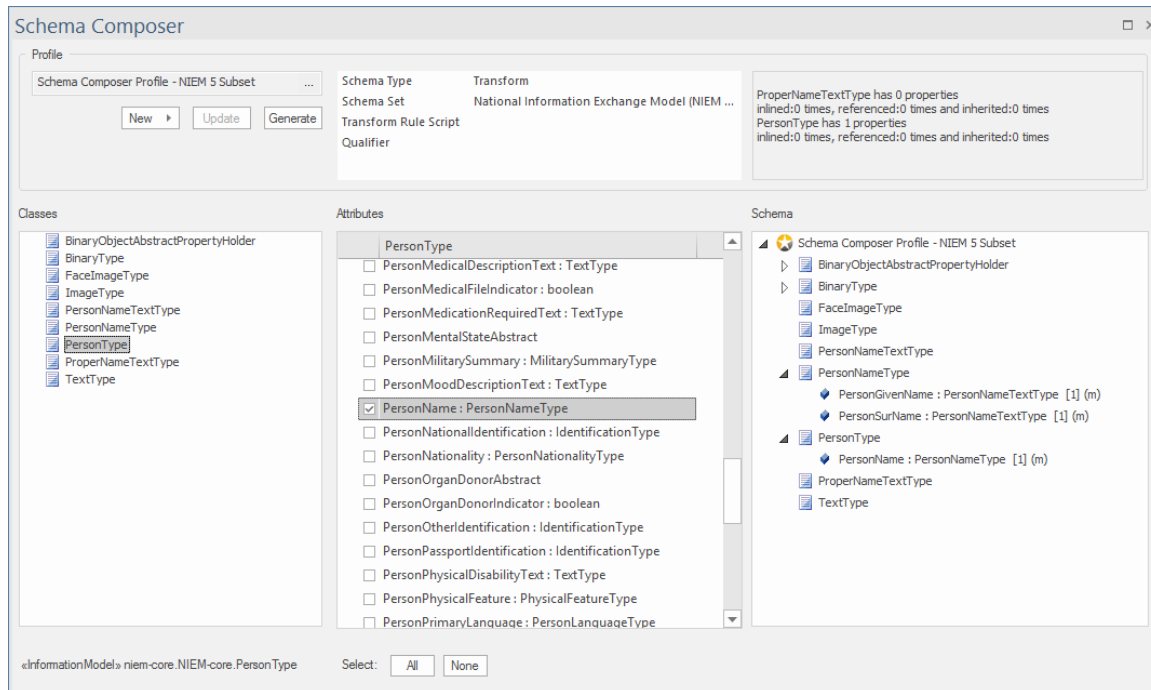 Schema Composer
Profile
Schema Composer Profile - NIEM 5 Subset ...
New Update Generate
Schema Type Transform
Schema Set National Information Exchange Model (NIEM ...
Transform Rule Script
Qualifier
ProperNameTextType has 0 properties
inlined:0 times, referenced:0 times and inherited:0 times
PersonType has 1 properties
inlined:0 times, referenced:0 times and inherited:0 times
Classes
BinaryObjectAbstractPropertyHolder
BinaryType
FaceImageType
ImageType
PersonNameTextType
PersonNameType
PersonType
ProperNameTextType
TextType
Attributes
PersonType
PersonMedicalDescriptionText : TextType
PersonMedicalFileIndicator : boolean
PersonMedicationRequiredText : TextType
PersonMentalStateAbstract
PersonMilitarySummary : MilitarySummaryType
PersonMoodDescriptionText : TextType
PersonName : PersonNameType
PersonNationalIdentification : IdentificationType
PersonNationality : PersonNationalityType
PersonOrganDonorAbstract
PersonOrganDonorIndicator : boolean
PersonOtherIdentification : IdentificationType
PersonPassportIdentification : IdentificationType
PersonPhysicalDisabilityText : TextType
PersonPhysicalFeature : PhysicalFeatureType
PersonPrimaryLanguage : PersonLanguageType
Schema
Schema Composer Profile - NIEM 5 Subset
BinaryObjectAbstractPropertyHolder
BinaryType
FaceImageType
ImageType
PersonNameTextType
PersonNameType
PersonGivenName : PersonNameTextType [1] (m)
PersonSurName : PersonNameTextType [1] (m)
PersonType
PersonName : PersonNameType [1] (m)
ProperNameTextType
TextType
«InformationModel» niem-core.NIEM-core.PersonType
Select: All None